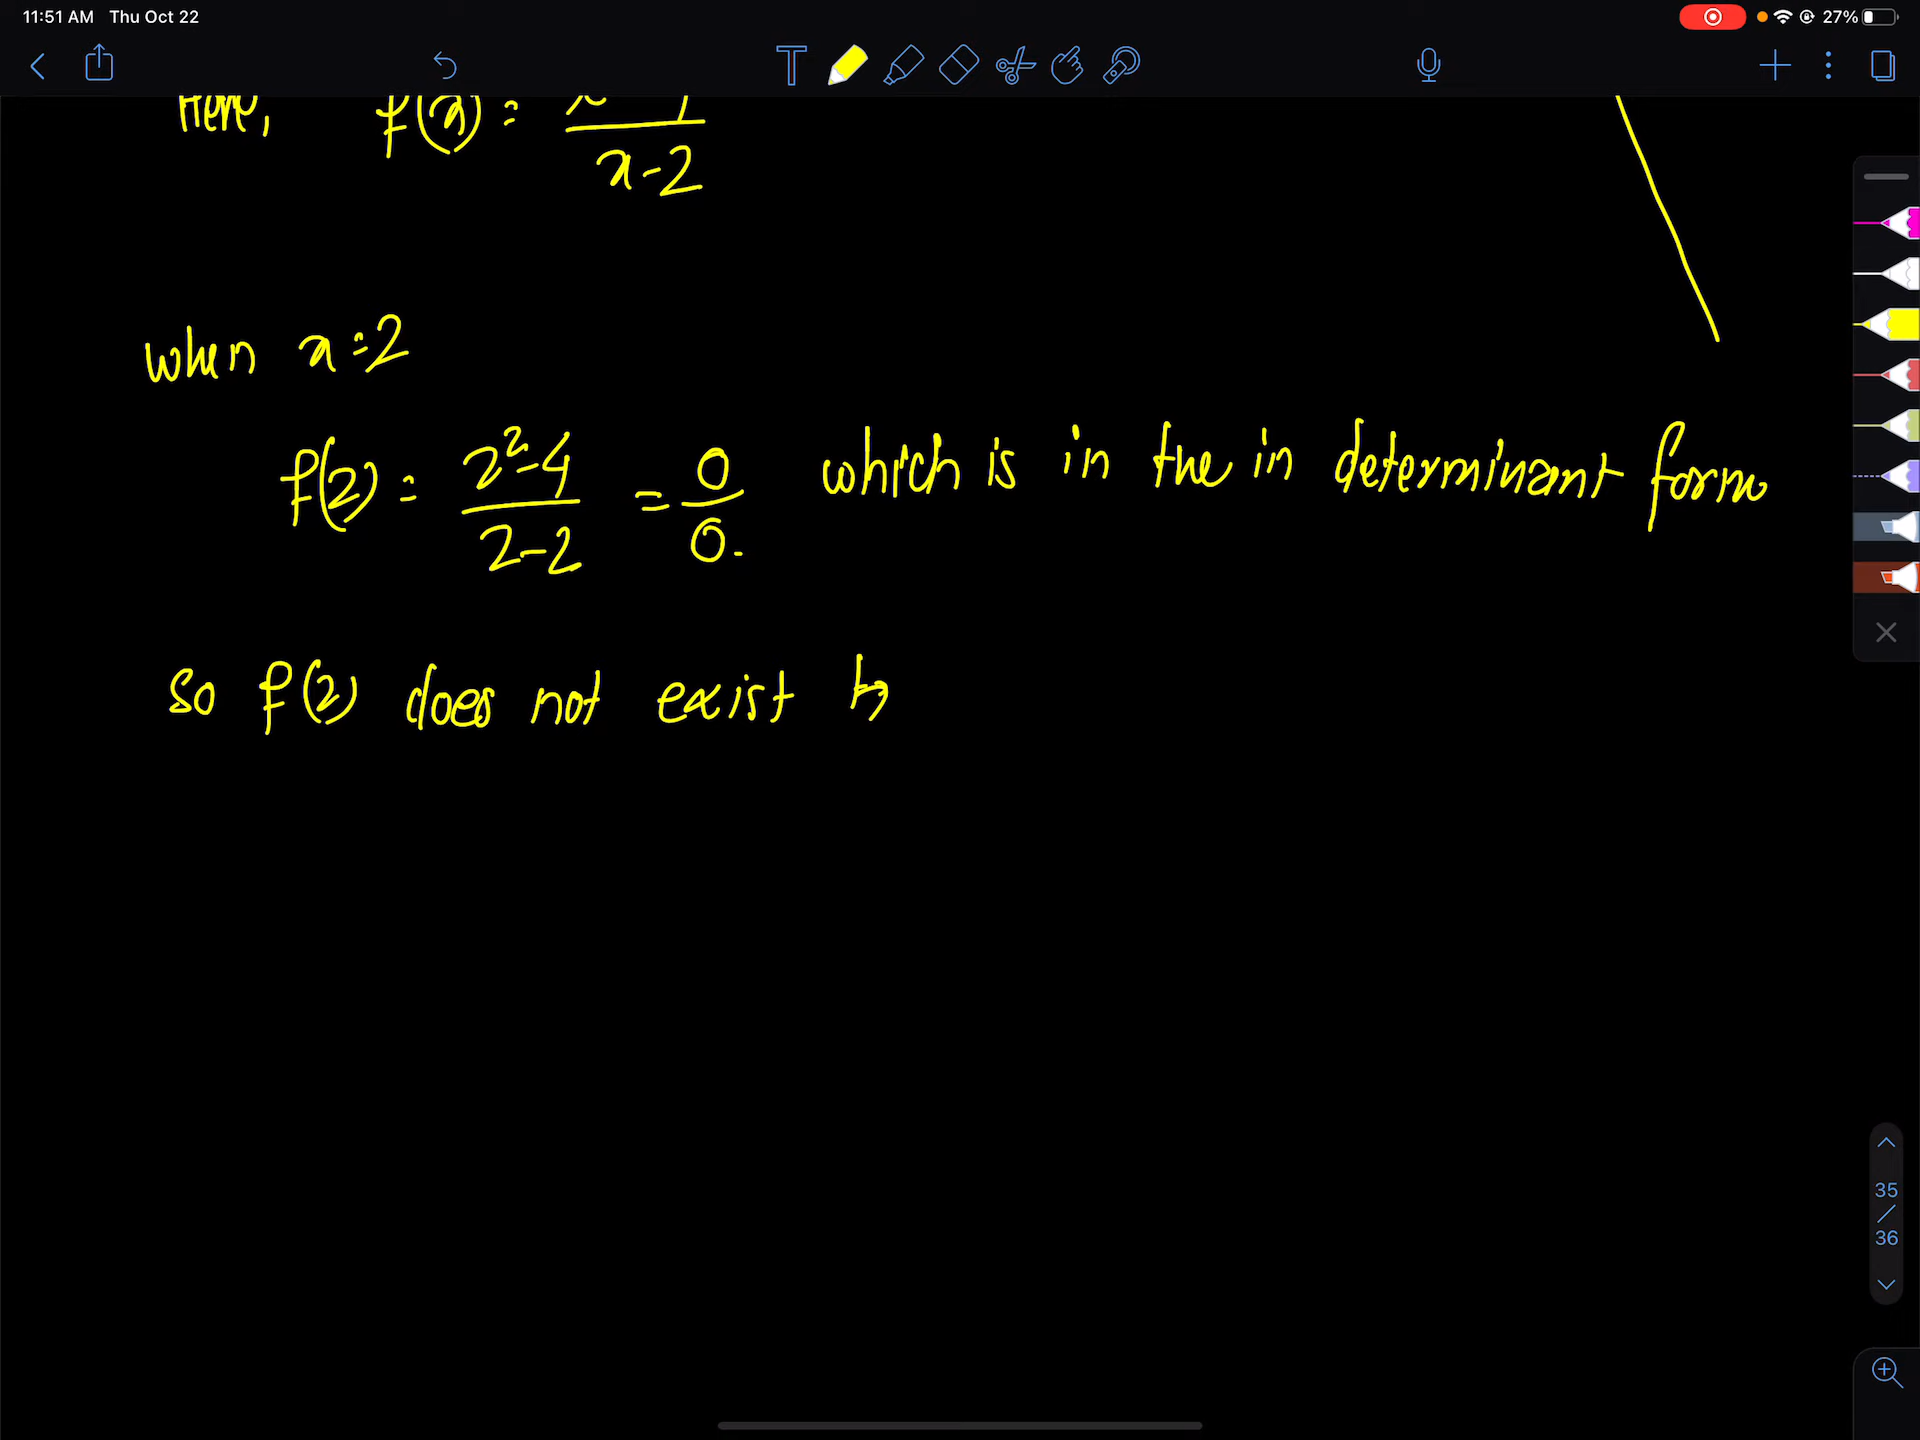 11:51 AM Thu Oct 22
27%
Here, f(x) =
x-2
when x=2
f(2) = 2²-4 / 2-2 = 0 / 0. which is in the in determinant form
so f(2) does not exist
35
/
36